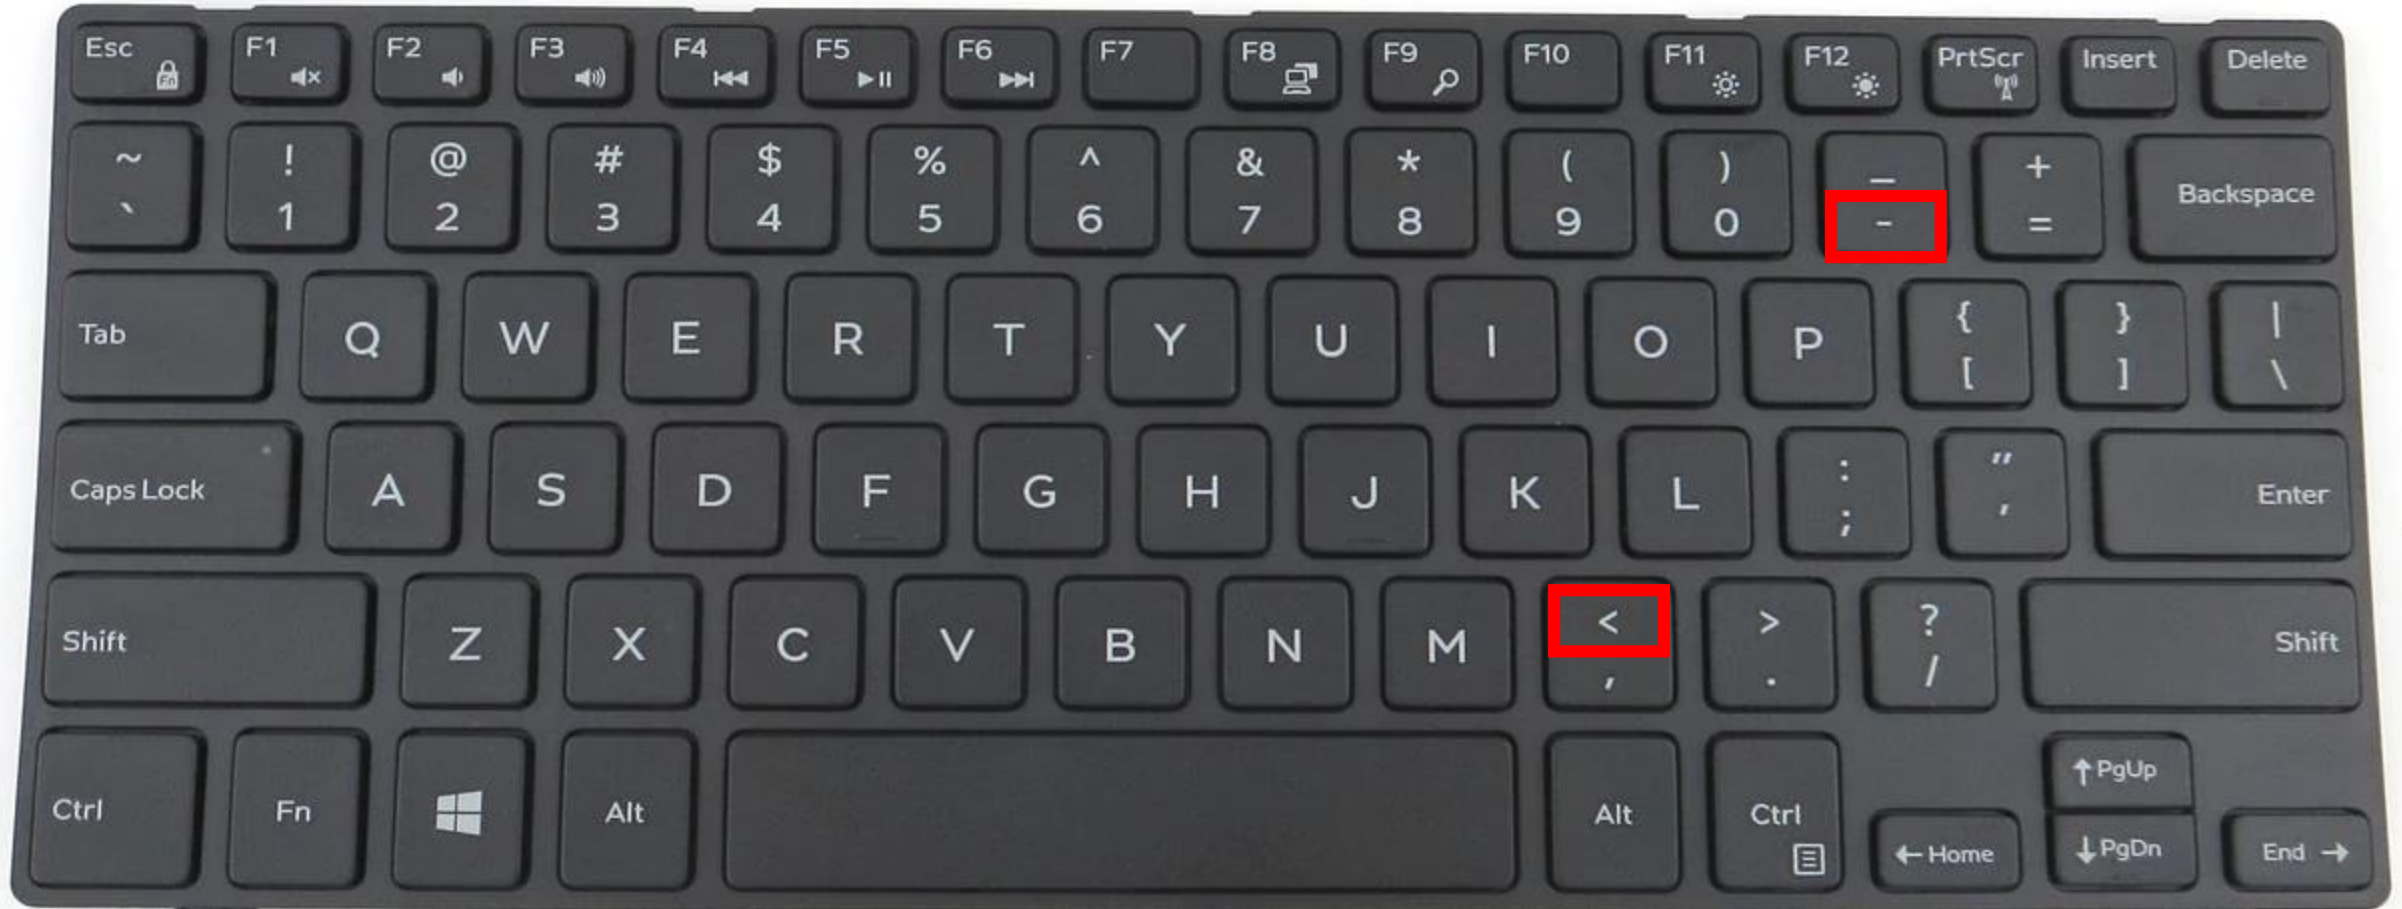 Esc F1 F2 F3 F4 F5 F6 F7 F8 F9 F10 F11 F12 PrtScr Insert Delete
Fn
~ ! @ # $ % ^ & * ( ) _ +
` 1 2 3 4 5 6 7 8 9 0 - = Backspace
Tab Q W E R T Y U I O P { } |
[ ] \
Caps Lock A S D F G H J K L : " Enter
; '
Shift Z X C V B N M < > ? Shift
, . /
Ctrl Fn Alt Alt Ctrl ←Home ↑PgUp ↓PgDn End →